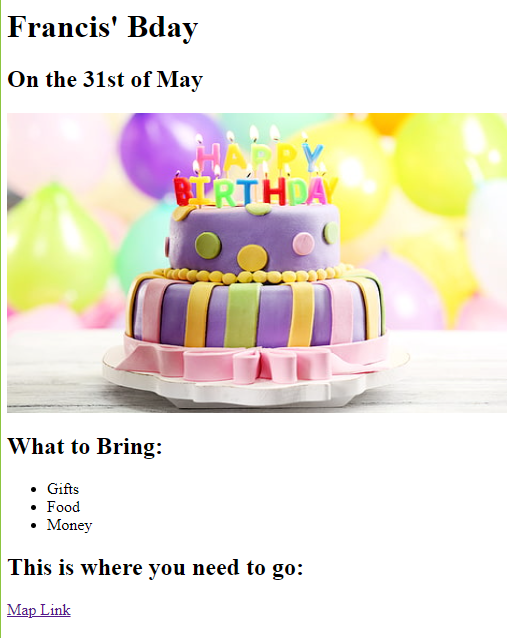 Francis' Bday
On the 31st of May
HAPPY
BIRTHDAY
What to Bring:
Gifts
Food
Money
This is where you need to go:
Map Link